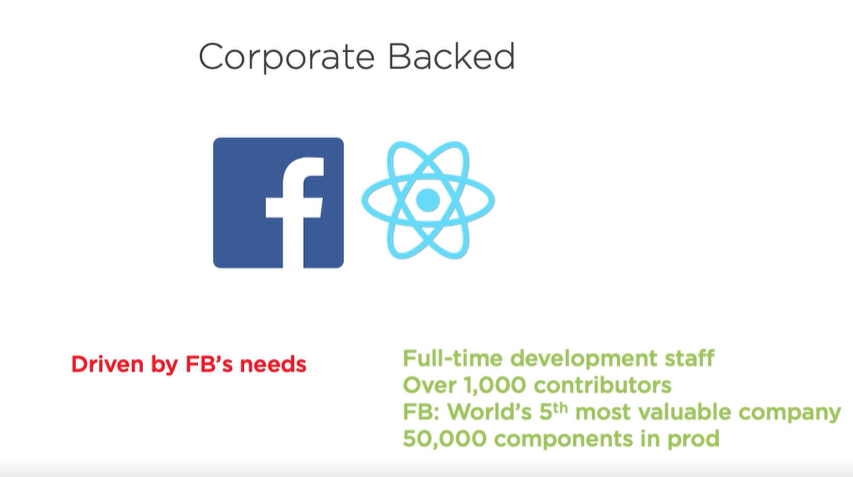 Corporate Backed
f
Driven by FB's needs
Full-time development staff
Over 1,000 contributors
FB: World's 5th most valuable company
50,000 components in prod